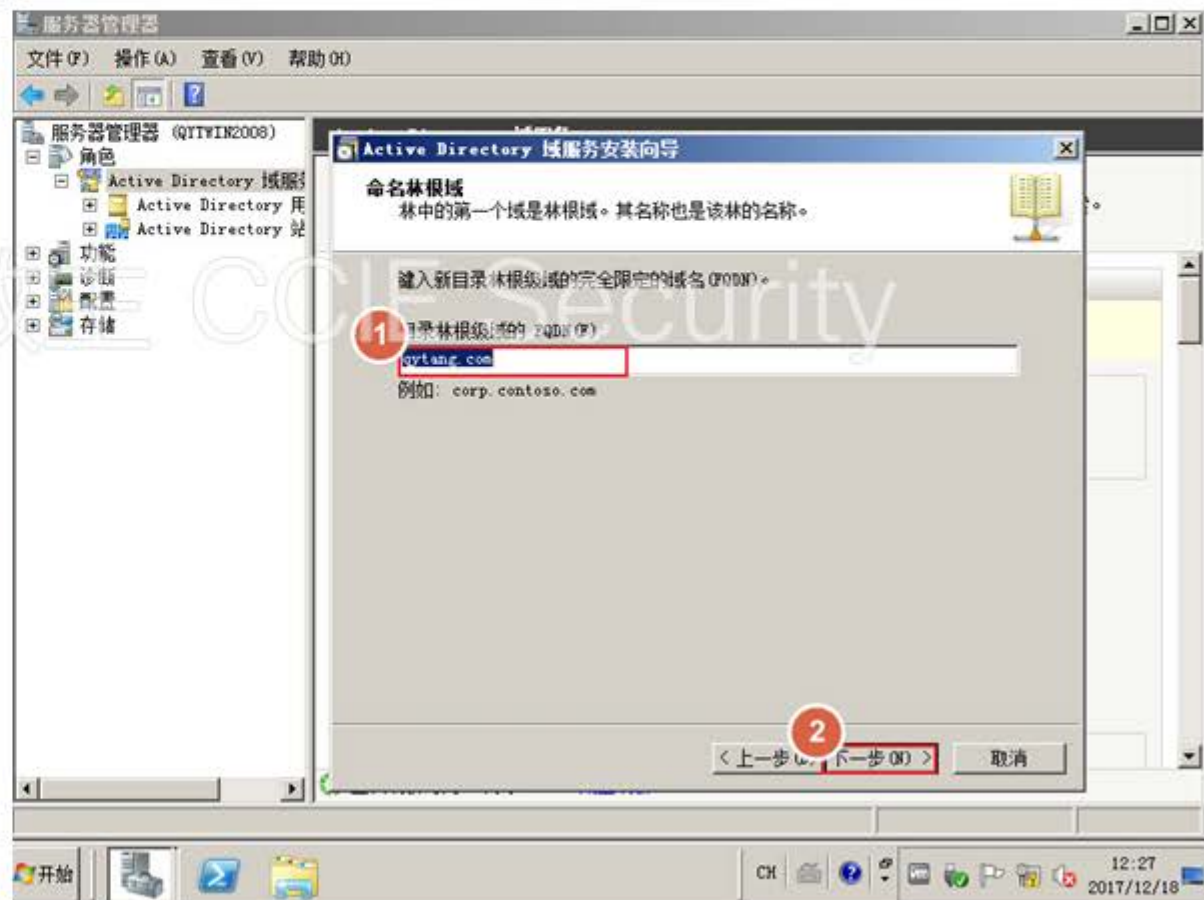 服务器管理器
文件(F) 操作(A) 查看(V) 帮助(H)
服务器管理器 (QYTWIN2008)
角色
Active Directory 域服务
Active Directory 用
Active Directory 站
功能
诊断
配置
存储
Active Directory 域服务安装向导
命名林根域
林中的第一个域是林根域。其名称也是该林的名称。
键入新目录林根级域的完全限定的域名(FQDN)。
1
目录林根级域的 FQDN(F)
qytang.com
例如: corp.contoso.com
CCIE Security
2
< 上一步
下一步(N) >
取消
开始
CH
12:27
2017/12/18